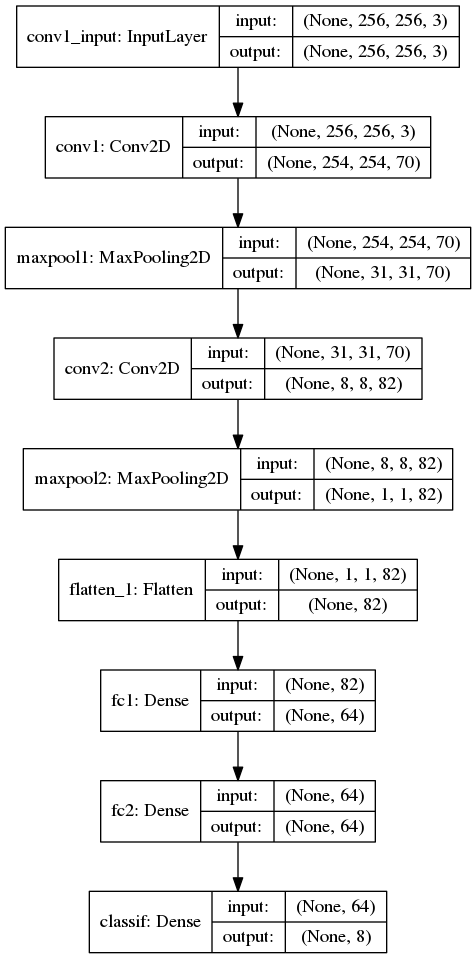 conv1_input: InputLayer
input: (None, 256, 256, 3)
output: (None, 256, 256, 3)
conv1: Conv2D
input: (None, 256, 256, 3)
output: (None, 254, 254, 70)
maxpool1: MaxPooling2D
input: (None, 254, 254, 70)
output: (None, 31, 31, 70)
conv2: Conv2D
input: (None, 31, 31, 70)
output: (None, 8, 8, 82)
maxpool2: MaxPooling2D
input: (None, 8, 8, 82)
output: (None, 1, 1, 82)
flatten_1: Flatten
input: (None, 1, 1, 82)
output: (None, 82)
fc1: Dense
input: (None, 82)
output: (None, 64)
fc2: Dense
input: (None, 64)
output: (None, 64)
classif: Dense
input: (None, 64)
output: (None, 8)